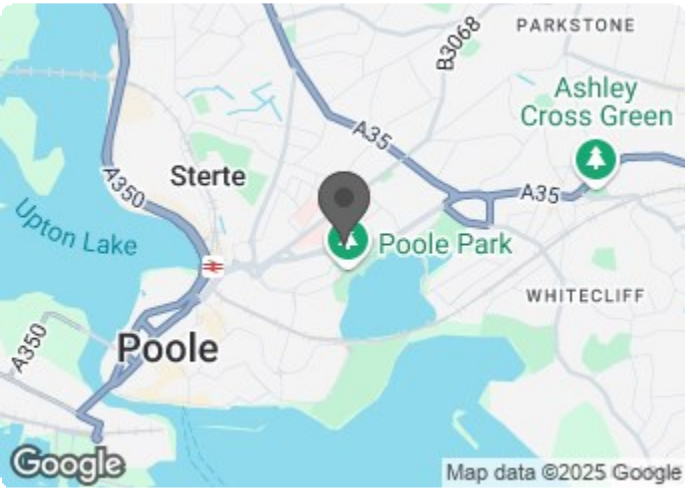 PARKSTONE
B3068
Ashley
Cross Green
A35
Sterte
A350
A35
Upton Lake
Poole Park
WHITECLIFF
A350
Poole
Google
Map data ©2025 Google